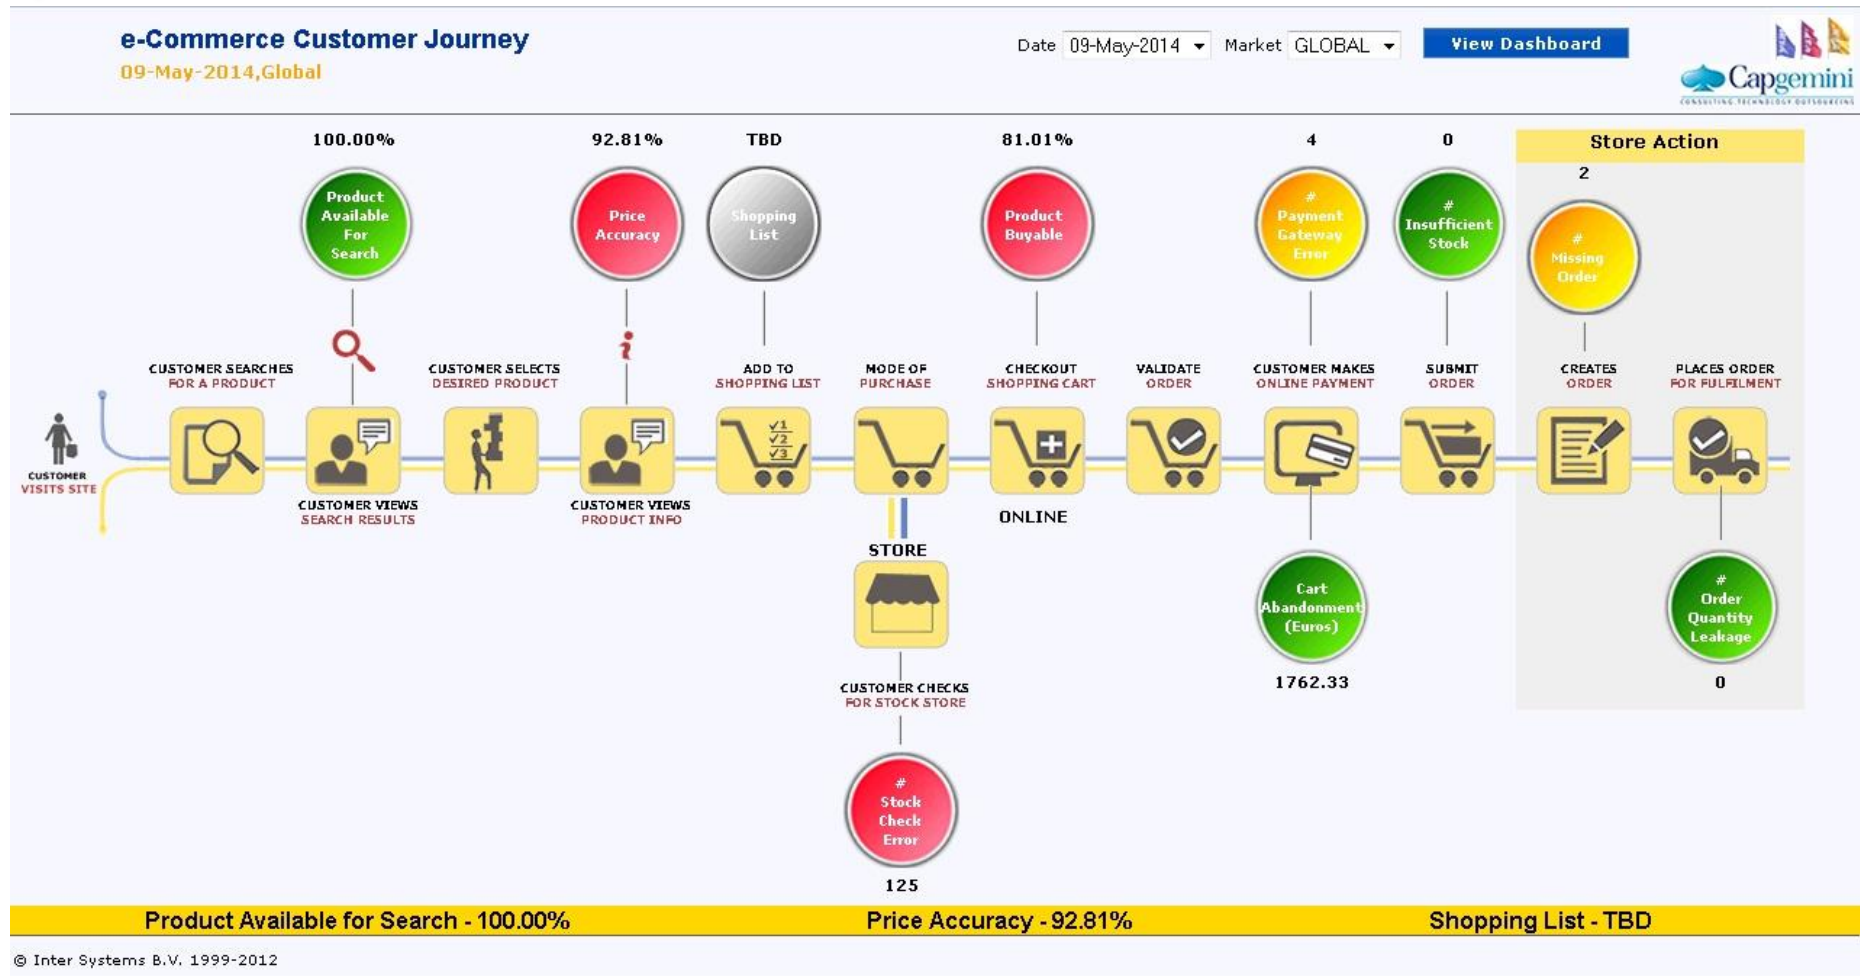 e-Commerce Customer Journey
09-May-2014,Global
Date 09-May-2014 Market GLOBAL View Dashboard
Capgemini
CONSULTING.TECHNOLOGY.OUTSOURCING
100.00%
92.81%
TBD
81.01%
4
0
Store Action
2
Product
Available
For
Search
Price
Accuracy
Shopping
List
Product
Buyable
#
Payment
Gateway
Error
#
Insufficient
Stock
#
Missing
Order
CUSTOMER SEARCHES
FOR A PRODUCT
CUSTOMER SELECTS
DESIRED PRODUCT
ADD TO
SHOPPING LIST
MODE OF
PURCHASE
CHECKOUT
SHOPPING CART
VALIDATE
ORDER
CUSTOMER MAKES
ONLINE PAYMENT
SUBMIT
ORDER
CREATES
ORDER
PLACES ORDER
FOR FULFILMENT
CUSTOMER
VISITS SITE
1
2
3
CUSTOMER VIEWS
SEARCH RESULTS
CUSTOMER VIEWS
PRODUCT INFO
ONLINE
STORE
CUSTOMER CHECKS
FOR STOCK STORE
Cart
Abandonment
(Euros)
1762.33
#
Order
Quantity
Leakage
0
#
Stock
Check
Error
125
Product Available for Search - 100.00% Price Accuracy - 92.81% Shopping List - TBD
© Inter Systems B.V. 1999-2012